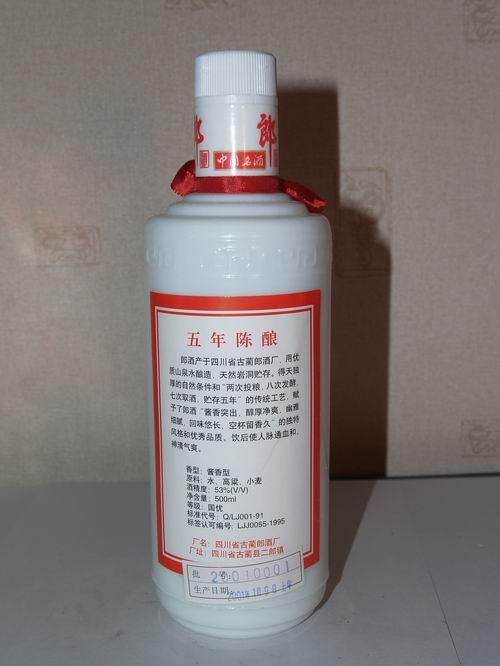 郎
中国名酒
五年陈酿
郎酒产于四川省古蔺郎酒厂，用优
质山泉水酿造，天然岩洞贮存。得天独
厚的自然条件和“两次投粮，八次发酵，
七次取酒，贮存五年”的传统工艺，赋
予了郎酒“酱香突出，醇厚净爽，幽雅
细腻，回味悠长，空杯留香久”的独特
风格和优秀品质。饮后使人脉通血和，
神清气爽。
香型：酱香型
原料：水、高粱、小麦
酒精度：53%(V/V)
净含量：500ml
等级：国优
标准代号：Q/LJ001-91
标签认可编号：LJJ0055-1995
厂名：四川省古蔺郎酒厂
厂址：四川省古蔺县二郎镇
批号：
生产日期：